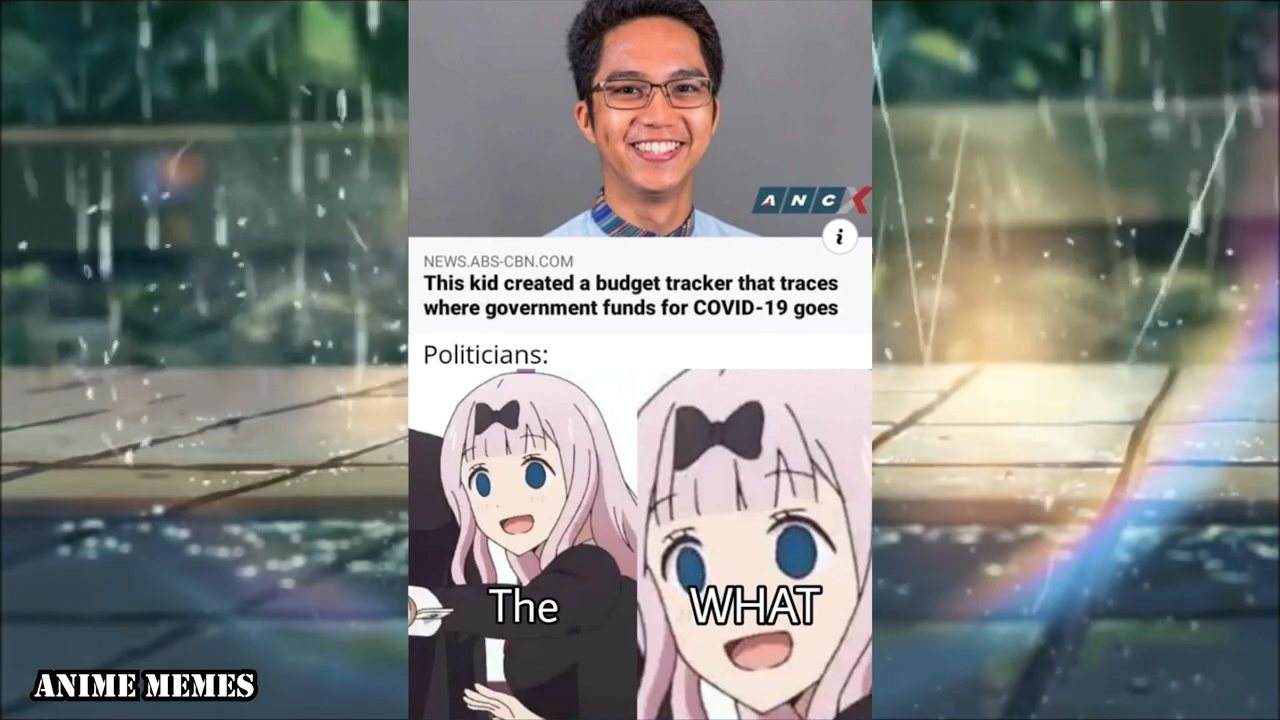 ANCX
i
NEWS.ABS-CBN.COM
This kid created a budget tracker that traces
where government funds for COVID-19 goes
Politicians:
The
WHAT
ANIME MEMES